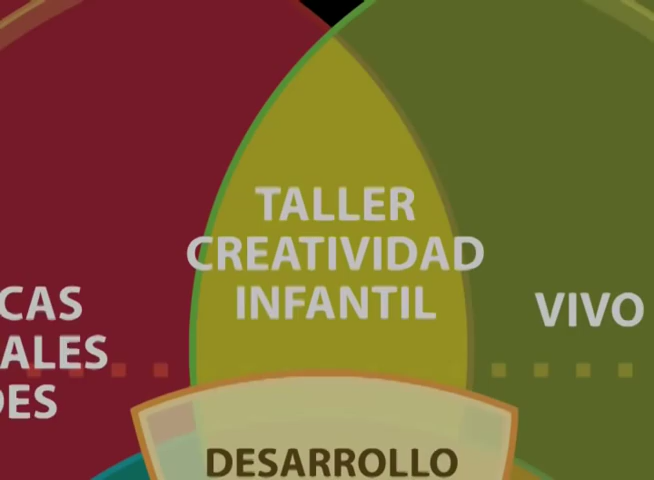 TALLER
CREATIVIDAD
INFANTIL
CAS
ALES
DES
VIVO
DESARROLLO